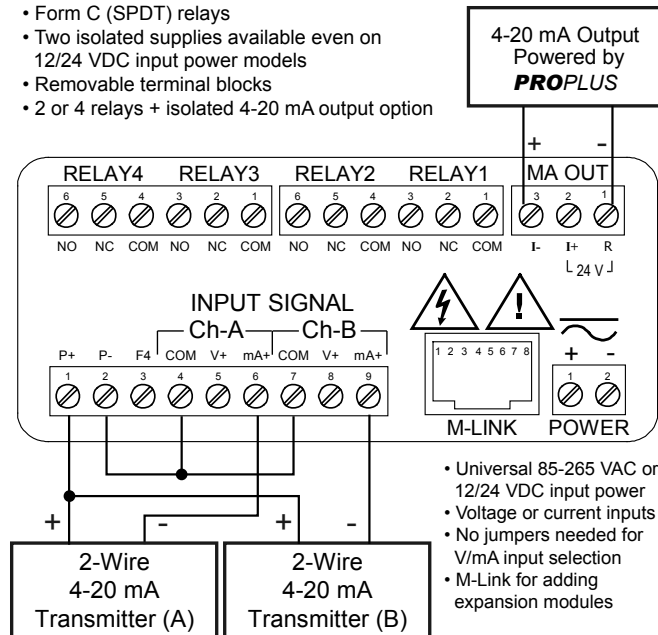 • Form C (SPDT) relays
• Two isolated supplies available even on
12/24 VDC input power models
• Removable terminal blocks
• 2 or 4 relays + isolated 4-20 mA output option
4-20 mA Output
Powered by
PROPLUS
+ -
RELAY4 RELAY3 RELAY2 RELAY1 MA OUT
6 5 4 3 2 1 6 5 4 3 2 1 3 2 1
NO NC COM NO NC COM NO NC COM NO NC COM I- I+ R
24 V
INPUT SIGNAL
Ch-A Ch-B
P+ P- F4 COM V+ mA+ COM V+ mA+
1 2 3 4 5 6 7 8 9
!
1 2 3 4 5 6 7 8
M-LINK
+ -
1 2
POWER
• Universal 85-265 VAC or
12/24 VDC input power
• Voltage or current inputs
• No jumpers needed for
V/mA input selection
• M-Link for adding
expansion modules
+ - + -
2-Wire
4-20 mA
Transmitter (A)
2-Wire
4-20 mA
Transmitter (B)